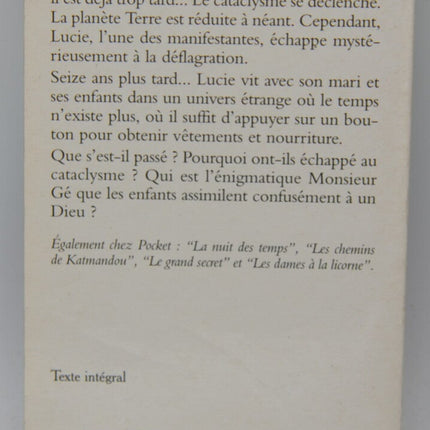 il est déjà trop tard... Le cataclysme se déclenche.
La planète Terre est réduite à néant. Cependant,
Lucie, l'une des manifestantes, échappe mysté-
rieusement à la déflagration.
Seize ans plus tard... Lucie vit avec son mari et
ses enfants dans un univers étrange où le temps
n'existe plus, où il suffit d'appuyer sur un bou-
ton pour obtenir vêtements et nourriture.
Que s'est-il passé ? Pourquoi ont-ils échappé au
cataclysme ? Qui est l'énigmatique Monsieur
Gé que les enfants assimilent confusément à un
Dieu ?
Également chez Pocket : "La nuit des temps", "Les chemins
de Katmandou", "Le grand secret" et "Les dames à la licorne".
Texte intégral